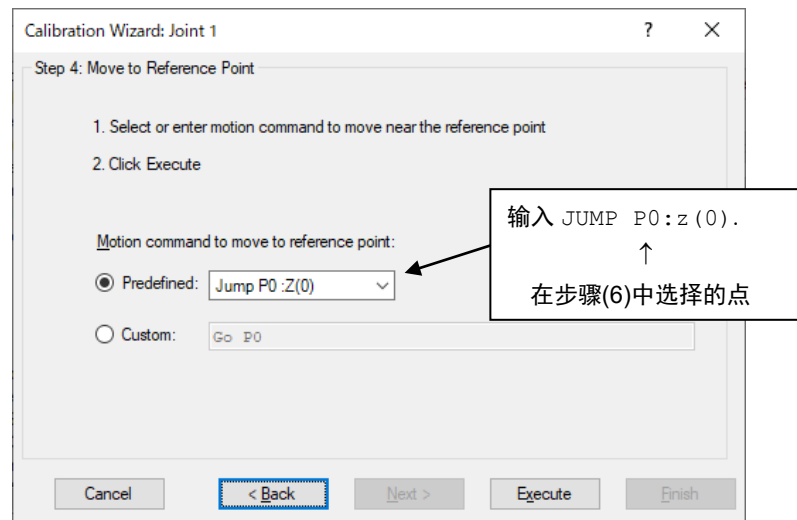 Calibration Wizard: Joint 1
?
Step 4: Move to Reference Point
1. Select or enter motion command to move near the reference point
2. Click Execute
输入 JUMP P0:z(0).
↑
在步骤(6)中选择的点
Motion command to move to reference point:
Predefined: Jump P0 :Z(0)
Custom: Go P0
Cancel
< Back
Next >
Execute
Finish